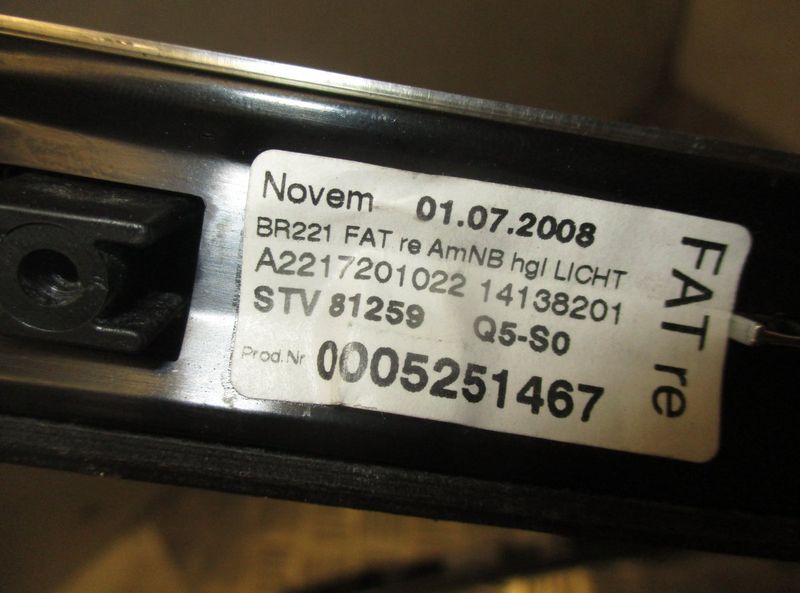 Novem 01.07.2008
BR221 FAT re AmNB hgl LICHT
A2217201022 14138201
STV 81259 Q5-S0
Prod.Nr 0005251467
FAT re